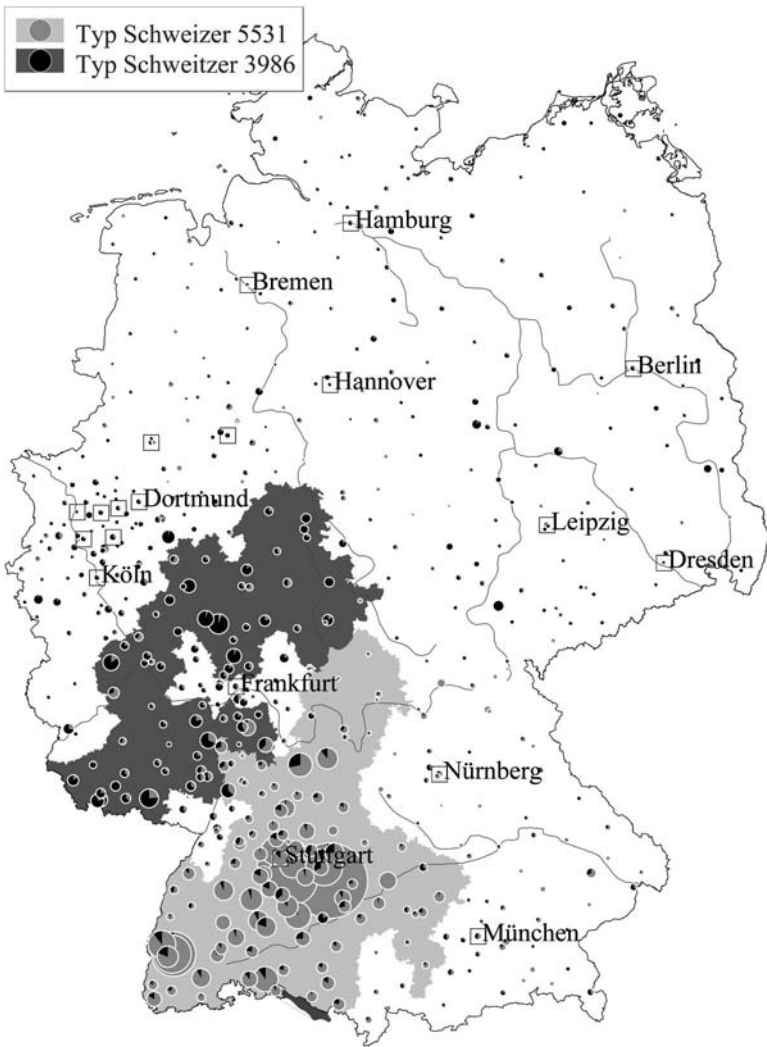 Typ Schweizer 5531
Typ Schweitzer 3986
Hamburg
Bremen
Berlin
Hannover
Dortmund
Leipzig
Dresden
Köln
Frankfurt
Nürnberg
Stuttgart
München